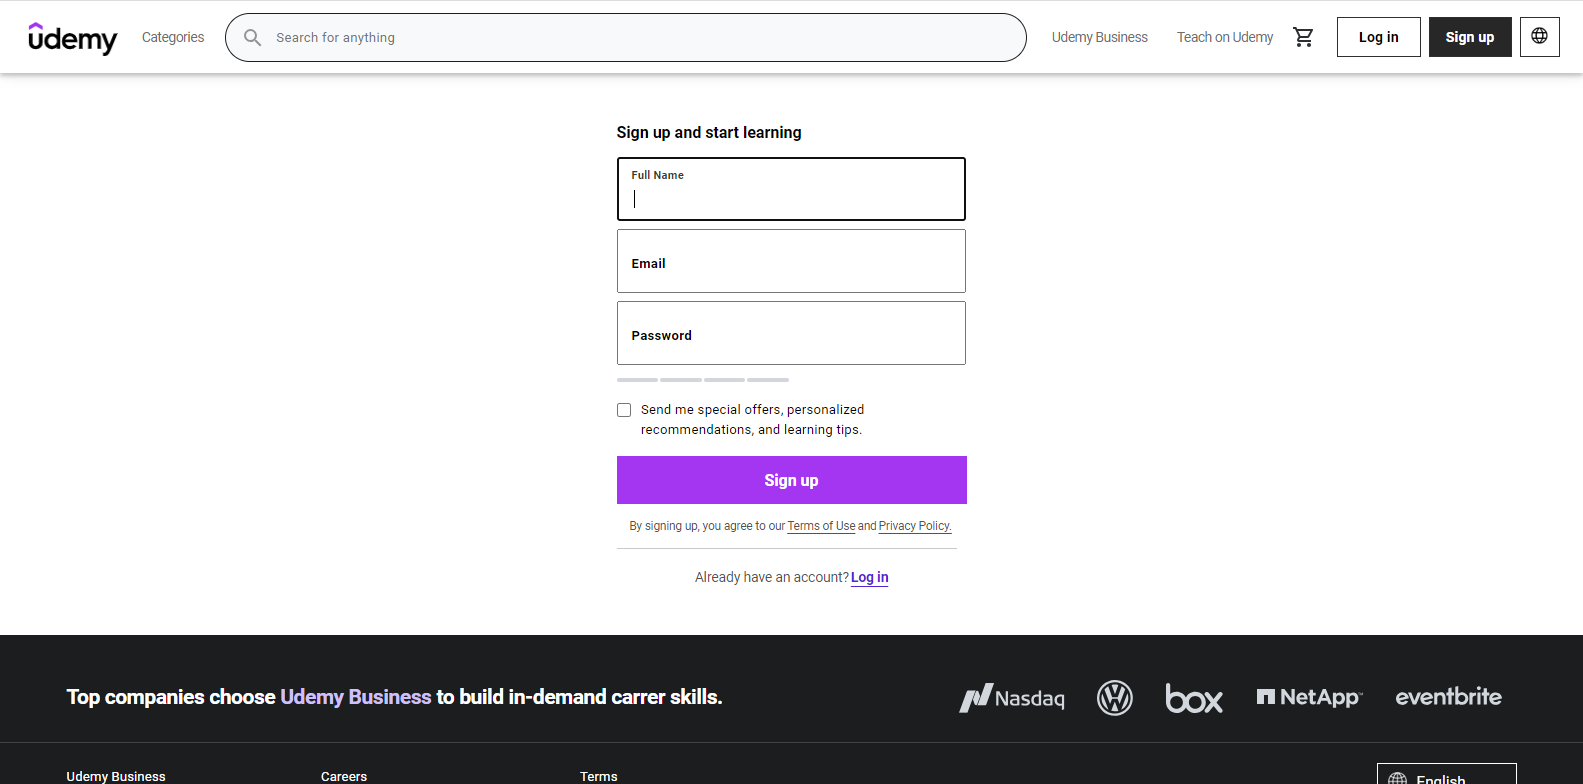 udemy
Categories
Search for anything
Udemy Business
Teach on Udemy
Log in
Sign up
Sign up and start learning
Full Name
Email
Password
Send me special offers, personalized
recommendations, and learning tips.
Sign up
By signing up, you agree to our Terms of Use and Privacy Policy.
Already have an account? Log in
Top companies choose Udemy Business to build in-demand carrer skills.
Nasdaq
box
NetApp™
eventbrite
Udemy Business
Careers
Terms
English